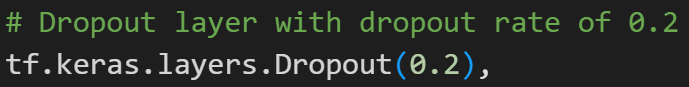 # Dropout layer with dropout rate of 0.2
tf.keras.layers.Dropout(0.2),